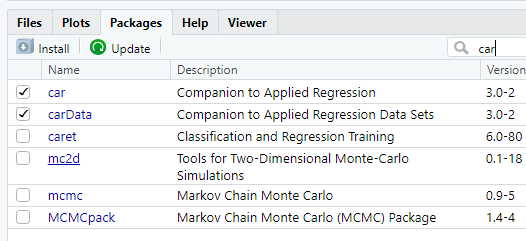 Files Plots Packages Help Viewer
Install Update car
Name Description Version
car Companion to Applied Regression 3.0-2
carData Companion to Applied Regression Data Sets 3.0-2
caret Classification and Regression Training 6.0-80
mc2d Tools for Two-Dimensional Monte-Carlo 0.1-18
Simulations
mcmc Markov Chain Monte Carlo 0.9-5
MCMCpack Markov Chain Monte Carlo (MCMC) Package 1.4-4